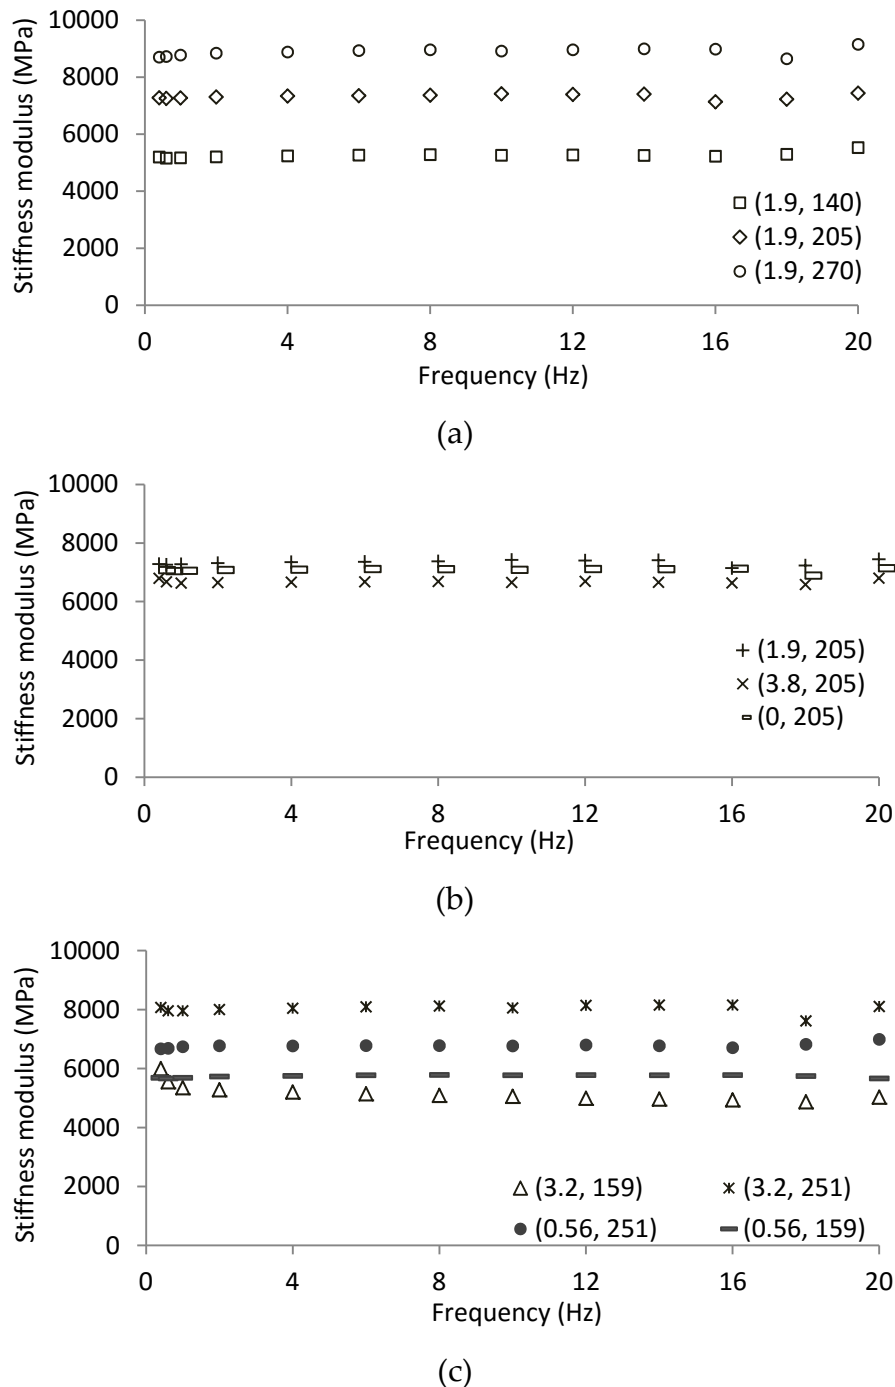 10000
8000
6000
4000
2000
0
Stiffness modulus (MPa)
(1.9, 140)
(1.9, 205)
(1.9, 270)
0 4 8 12 16 20
Frequency (Hz)
(a)
10000
8000
6000
4000
2000
0
Stiffness modulus (MPa)
(1.9, 205)
(3.8, 205)
(0, 205)
0 4 8 12 16 20
Frequency (Hz)
(b)
10000
8000
6000
4000
2000
0
Stiffness modulus (MPa)
(3.2, 159) (3.2, 251)
(0.56, 251) (0.56, 159)
0 4 8 12 16 20
Frequency (Hz)
(c)